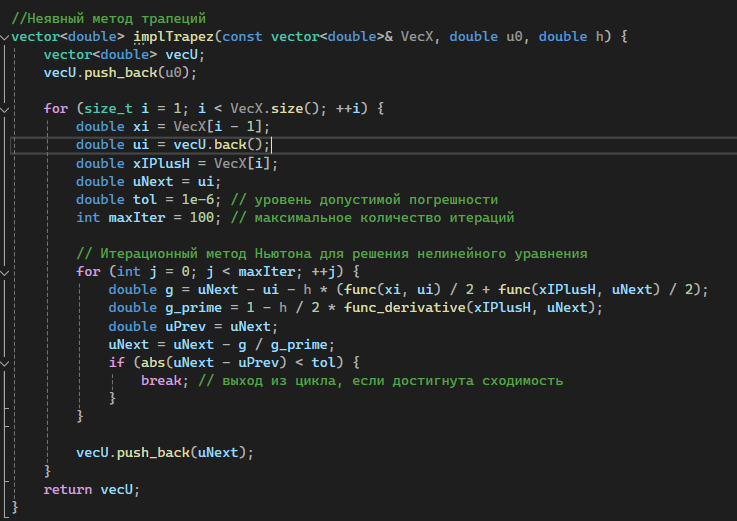 //Неявный метод трапеций
vector<double> implTrapez(const vector<double>& VecX, double u0, double h) {
    vector<double> vecU;
    vecU.push_back(u0);

    for (size_t i = 1; i < VecX.size(); ++i) {
        double xi = VecX[i - 1];
        double ui = vecU.back();
        double xIPlusH = VecX[i];
        double uNext = ui;
        double tol = 1e-6; // уровень допустимой погрешности
        int maxIter = 100; // максимальное количество итераций

        // Итерационный метод Ньютона для решения нелинейного уравнения
        for (int j = 0; j < maxIter; ++j) {
            double g = uNext - ui - h * (func(xi, ui) / 2 + func(xIPlusH, uNext) / 2);
            double g_prime = 1 - h / 2 * func_derivative(xIPlusH, uNext);
            double uPrev = uNext;
            uNext = uNext - g / g_prime;
            if (abs(uNext - uPrev) < tol) {
                break; // выход из цикла, если достигнута сходимость
            }
        }

        vecU.push_back(uNext);
    }
    return vecU;
}